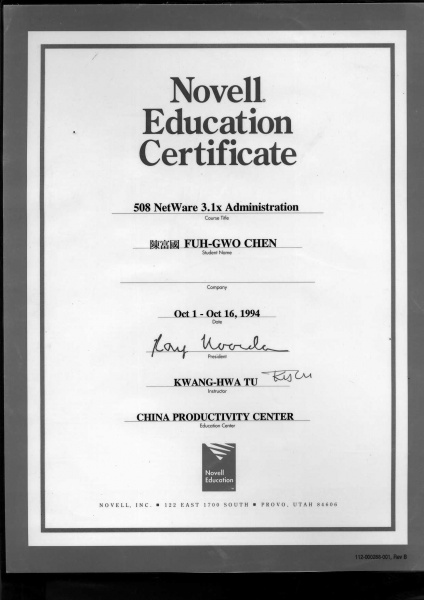 Novell®
Education
Certificate
508 NetWare 3.1x Administration
Course Title
陳富國 FUH-GWO CHEN
Student Name
Company
Oct 1 - Oct 16, 1994
Date
Ray Noorda
President
KWANG-HWA TU
Instructor
CHINA PRODUCTIVITY CENTER
Education Center
Novell
Education
NOVELL, INC. ■ 122 EAST 1700 SOUTH ■ PROVO, UTAH 84606